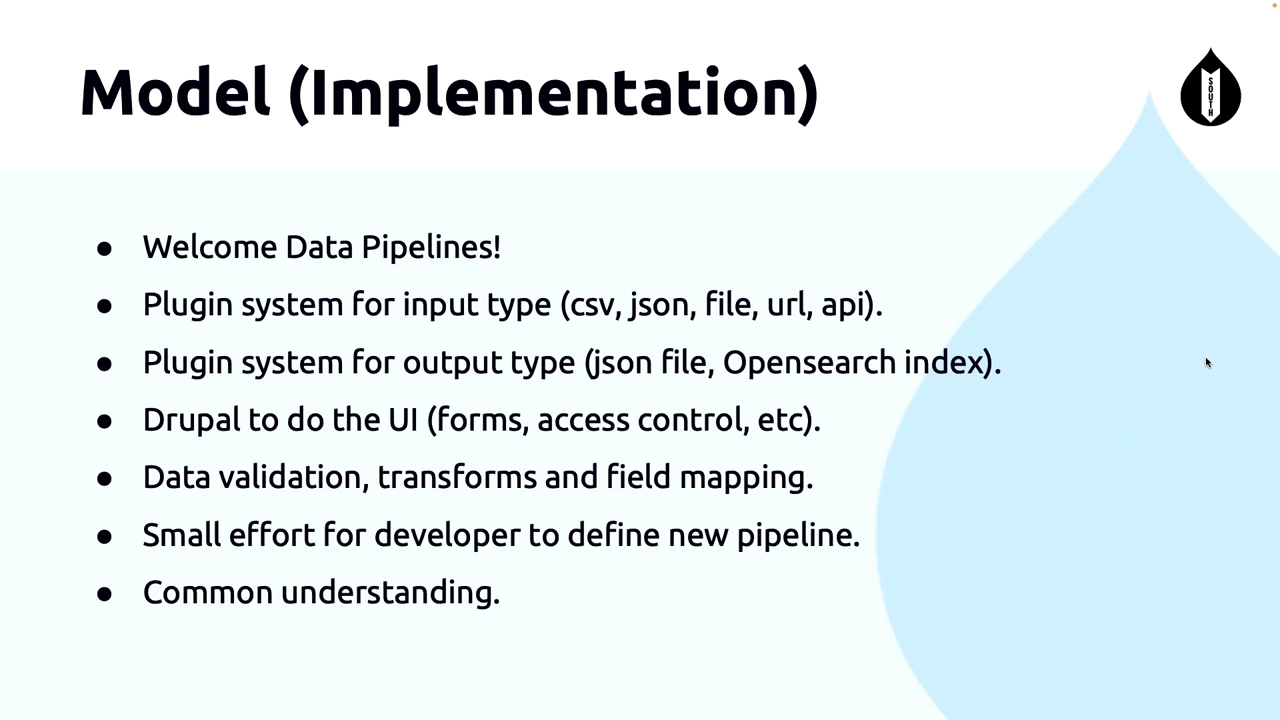 Model (Implementation)
SOUTH
● Welcome Data Pipelines!
● Plugin system for input type (csv, json, file, url, api).
● Plugin system for output type (json file, Opensearch index).
● Drupal to do the UI (forms, access control, etc).
● Data validation, transforms and field mapping.
● Small effort for developer to define new pipeline.
● Common understanding.